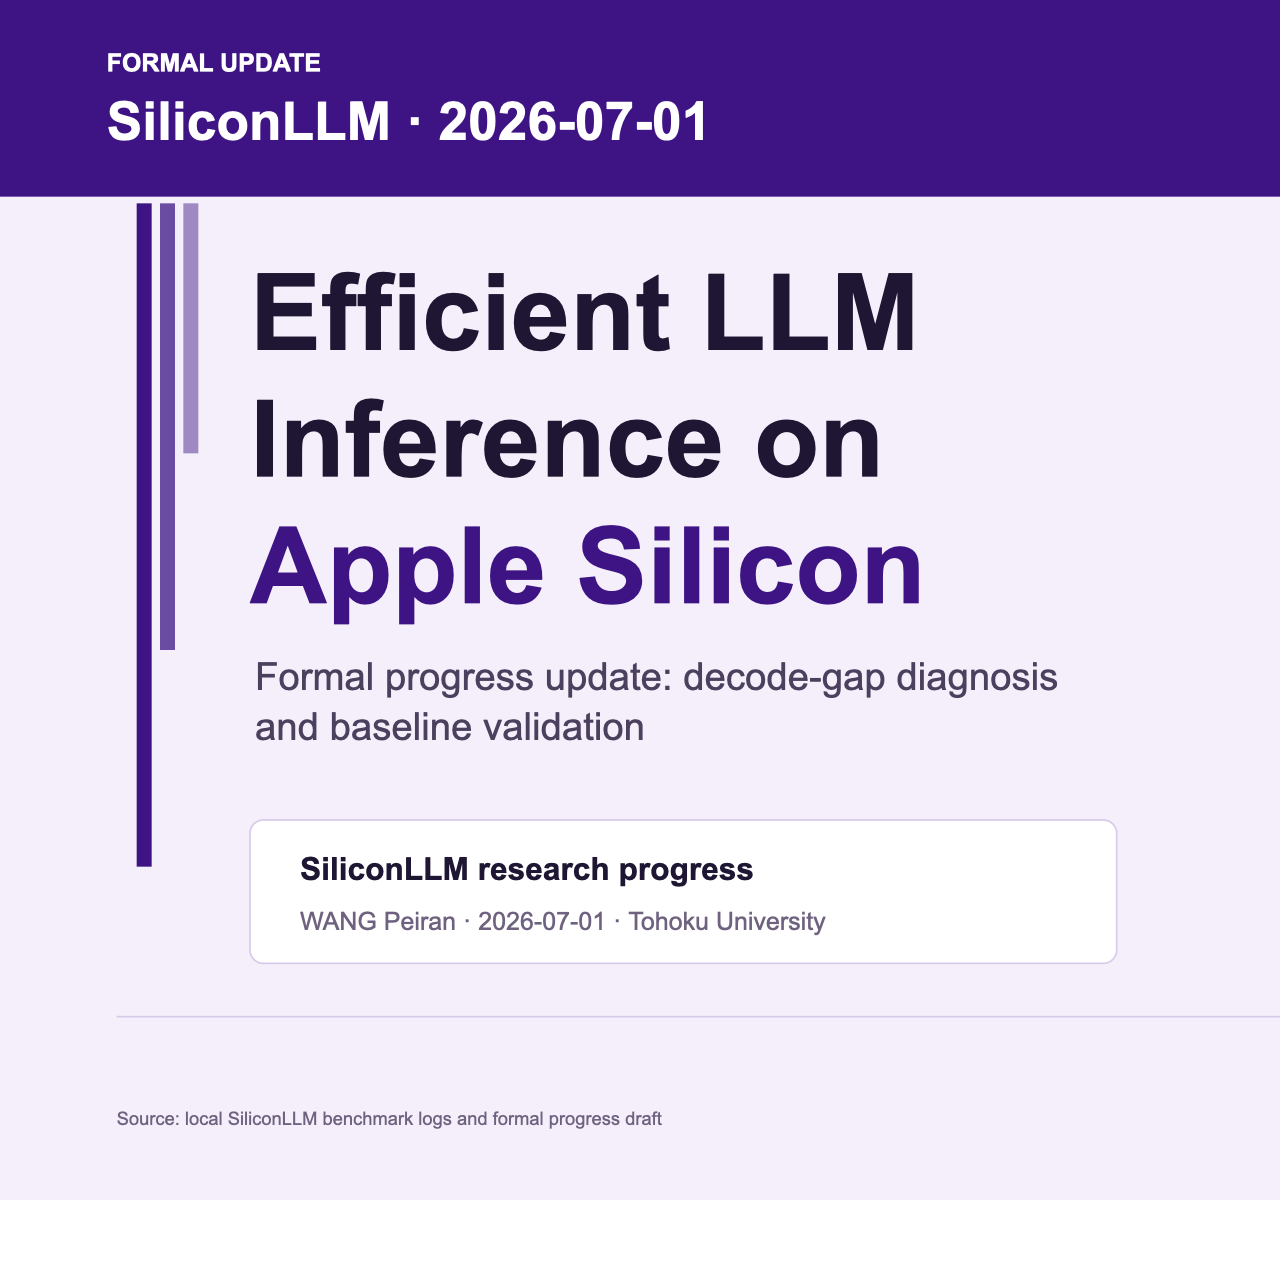 FORMAL UPDATE
SiliconLLM · 2026-07-01
Efficient LLM
Inference on
Apple Silicon
Formal progress update: decode-gap diagnosis
and baseline validation
SiliconLLM research progress
WANG Peiran · 2026-07-01 · Tohoku University
Source: local SiliconLLM benchmark logs and formal progress draft